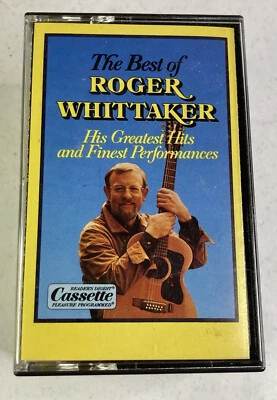 The Best of
ROGER
WHITTAKER
His Greatest Hits
and Finest Performances
READER'S DIGEST®
Cassette
PLEASURE PROGRAMMED®